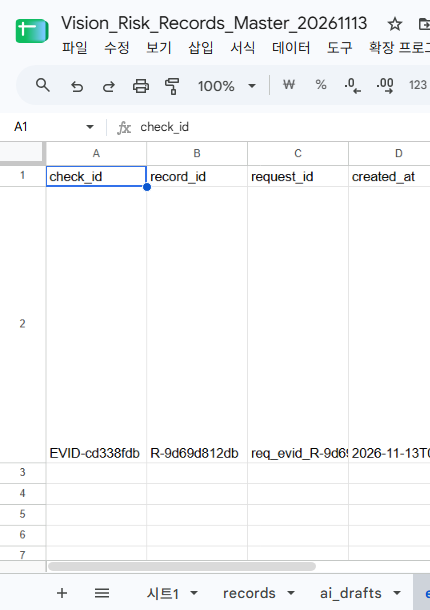 Vision_Risk_Records_Master_20261113
파일 수정 보기 삽입 서식 데이터 도구 확장 프로그
100% ₩ % .0 .00 123
A1 fx check_id
A B C D
1 check_id record_id request_id created_at
2 EVID-cd338fdb R-9d69d812db req_evid_R-9d69 2026-11-13T
3
4
5
6
7
시트1 records ai_drafts